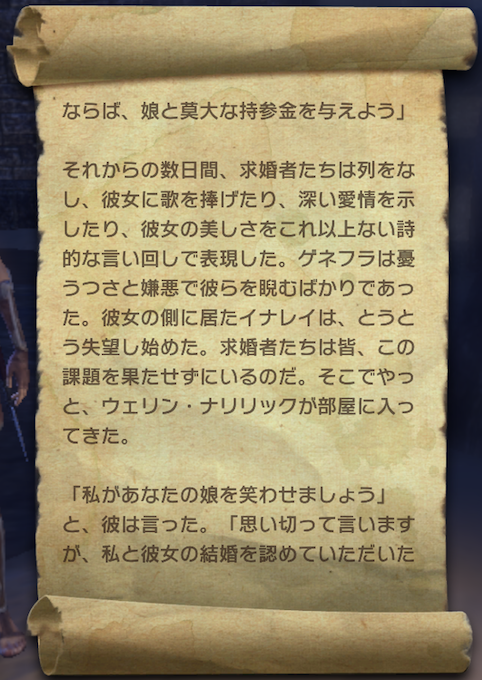 ならば、娘と莫大な持参金を与えよう」
それからの数日間、求婚者たちは列をな
し、彼女に歌を捧げたり、深い愛情を示
したり、彼女の美しさをこれ以上ない詩
的な言い回しで表現した。ゲネフラは憂
うつさと嫌悪で彼らを睨むばかりであっ
た。彼女の側に居たイナレイは、とうと
う失望し始めた。求婚者たちは皆、この
課題を果たせずにいるのだ。そこでやっ
と、ウェリン・ナリリックが部屋に入っ
てきた。
「私があなたの娘を笑わせましょう」
と、彼は言った。「思い切って言います
が、私と彼女の結婚を認めていただいた